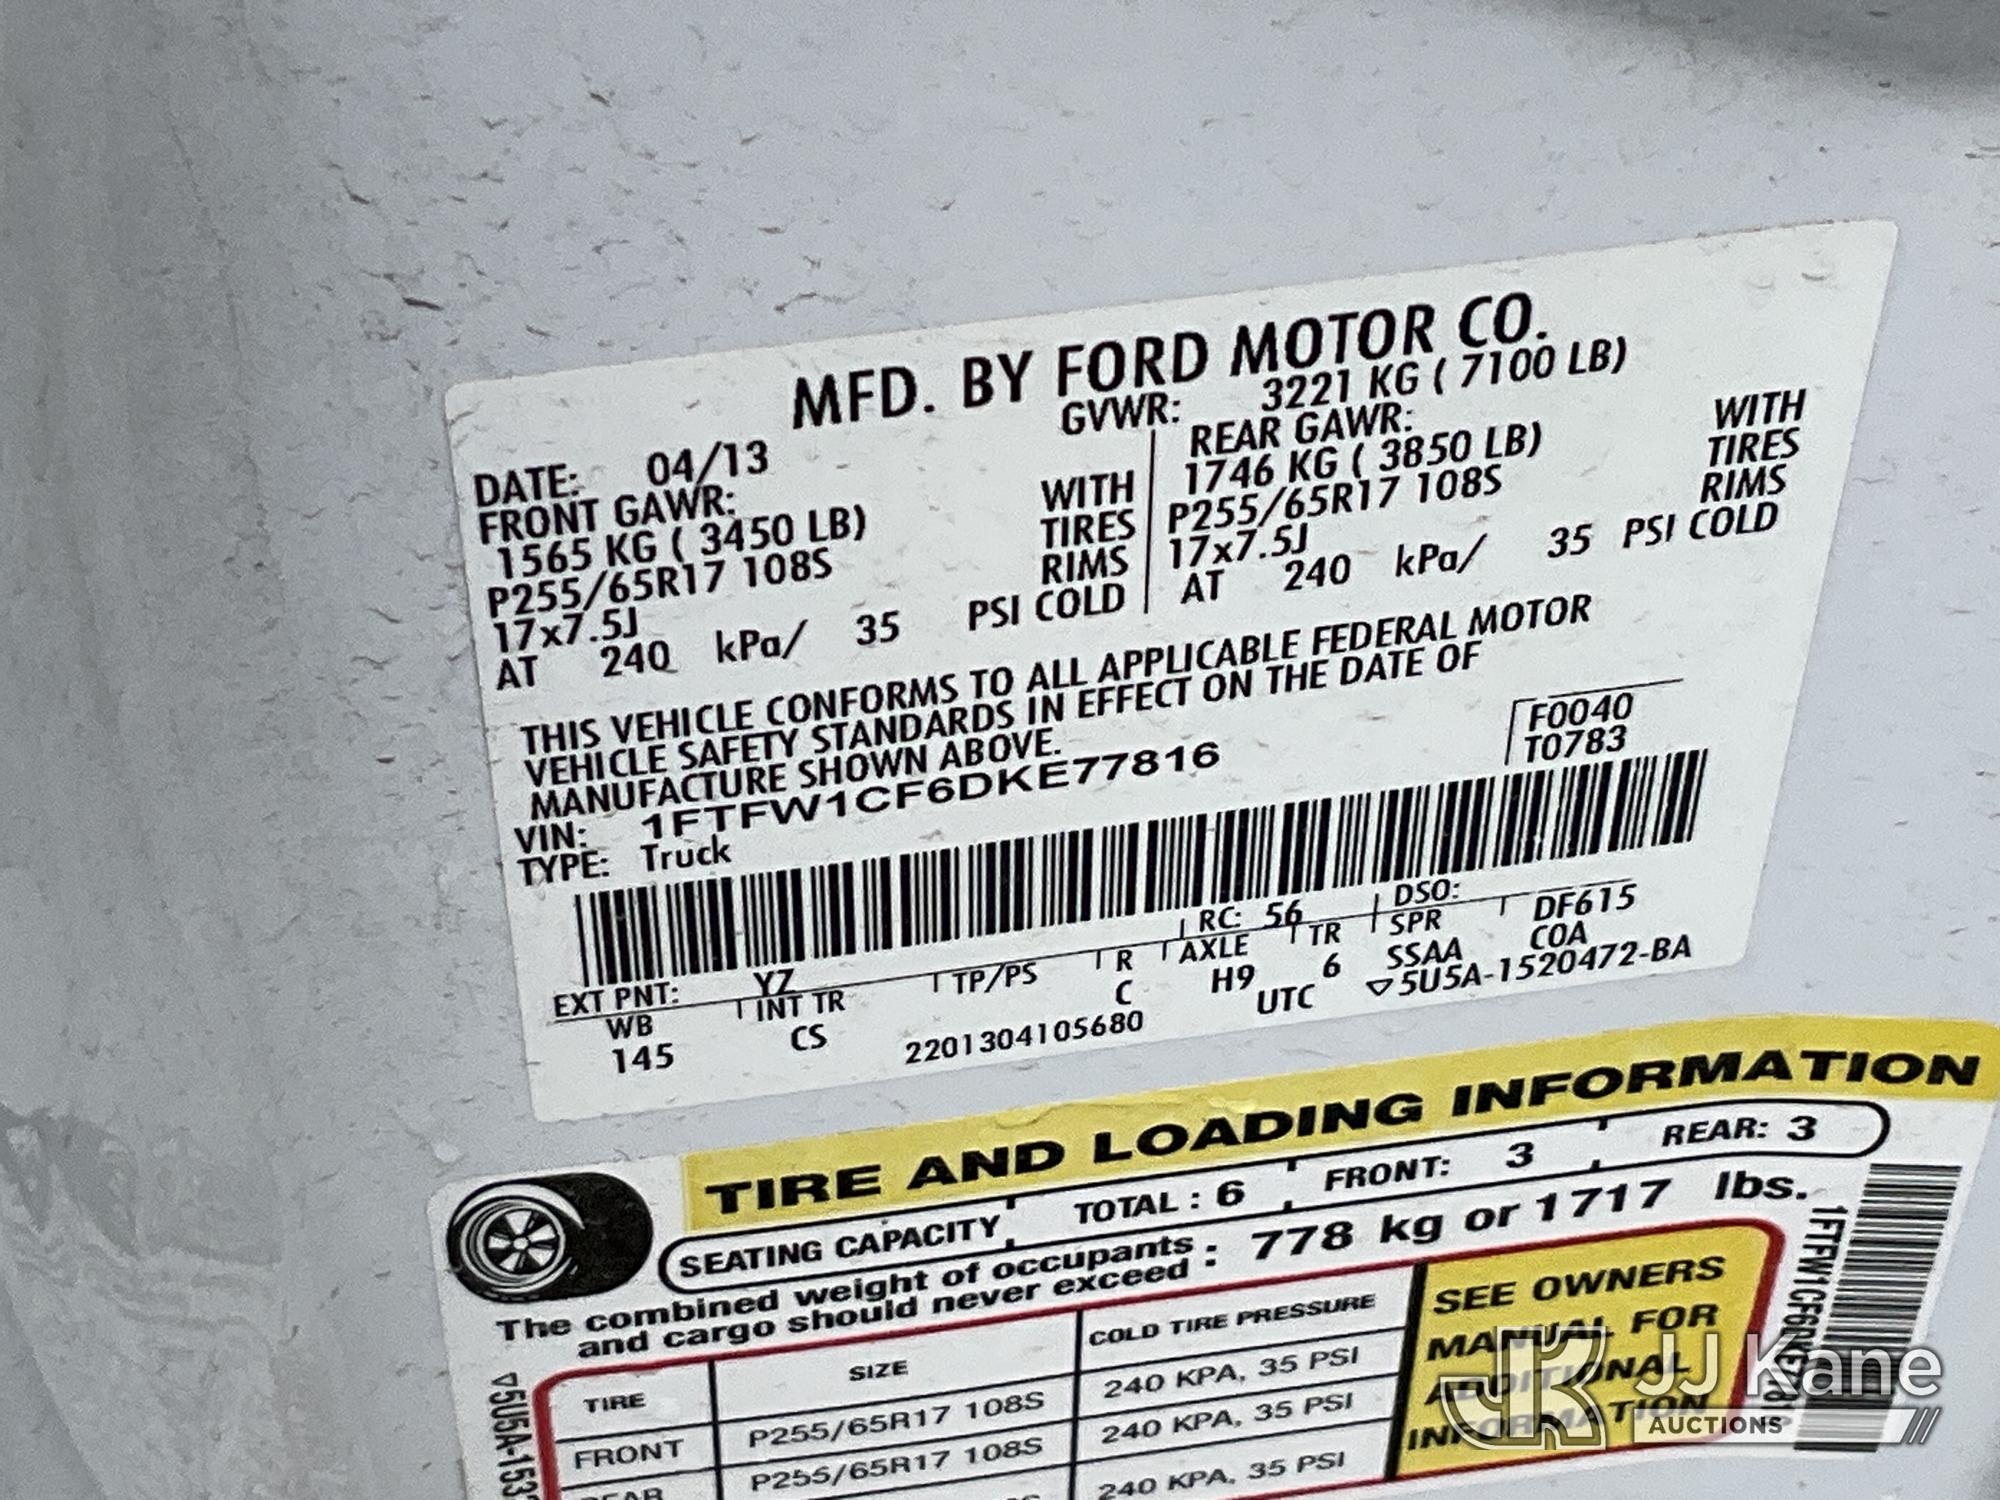 MFD. BY FORD MOTOR CO.
DATE: 04/13 GVWR: 3221 KG ( 7100 LB)
FRONT GAWR: REAR GAWR:
1565 KG ( 3450 LB) WITH 1746 KG ( 3850 LB) WITH
P255/65R17 108S TIRES P255/65R17 108S TIRES
17x7.5J RIMS 17x7.5J RIMS
AT 240 kPa/ 35 PSI COLD AT 240 kPa/ 35 PSI COLD
THIS VEHICLE CONFORMS TO ALL APPLICABLE FEDERAL MOTOR
VEHICLE SAFETY STANDARDS IN EFFECT ON THE DATE OF
MANUFACTURE SHOWN ABOVE.
F0040
T0783
VIN: 1FTFW1CF6DKE77816
TYPE: Truck
EXT PNT: YZ RC: 56 DSO: DF615
WB INT TR TP/PS R AXLE TR SPR COA
145 CS C H9 6 SSAA
2201304105680 UTC ▽5U5A-1520472-BA
TIRE AND LOADING INFORMATION
SEATING CAPACITY TOTAL : 6 FRONT: 3 REAR: 3
The combined weight of occupants
and cargo should never exceed : 778 kg or 1717 lbs.
TIRE SIZE COLD TIRE PRESSURE
FRONT P255/65R17 108S 240 KPA, 35 PSI
REAR P255/65R17 108S 240 KPA, 35 PSI
240 KPA, 35 PSI
SEE OWNERS
MANUAL FOR
ADDITIONAL
INFORMATION
JJ Kane
AUCTIONS